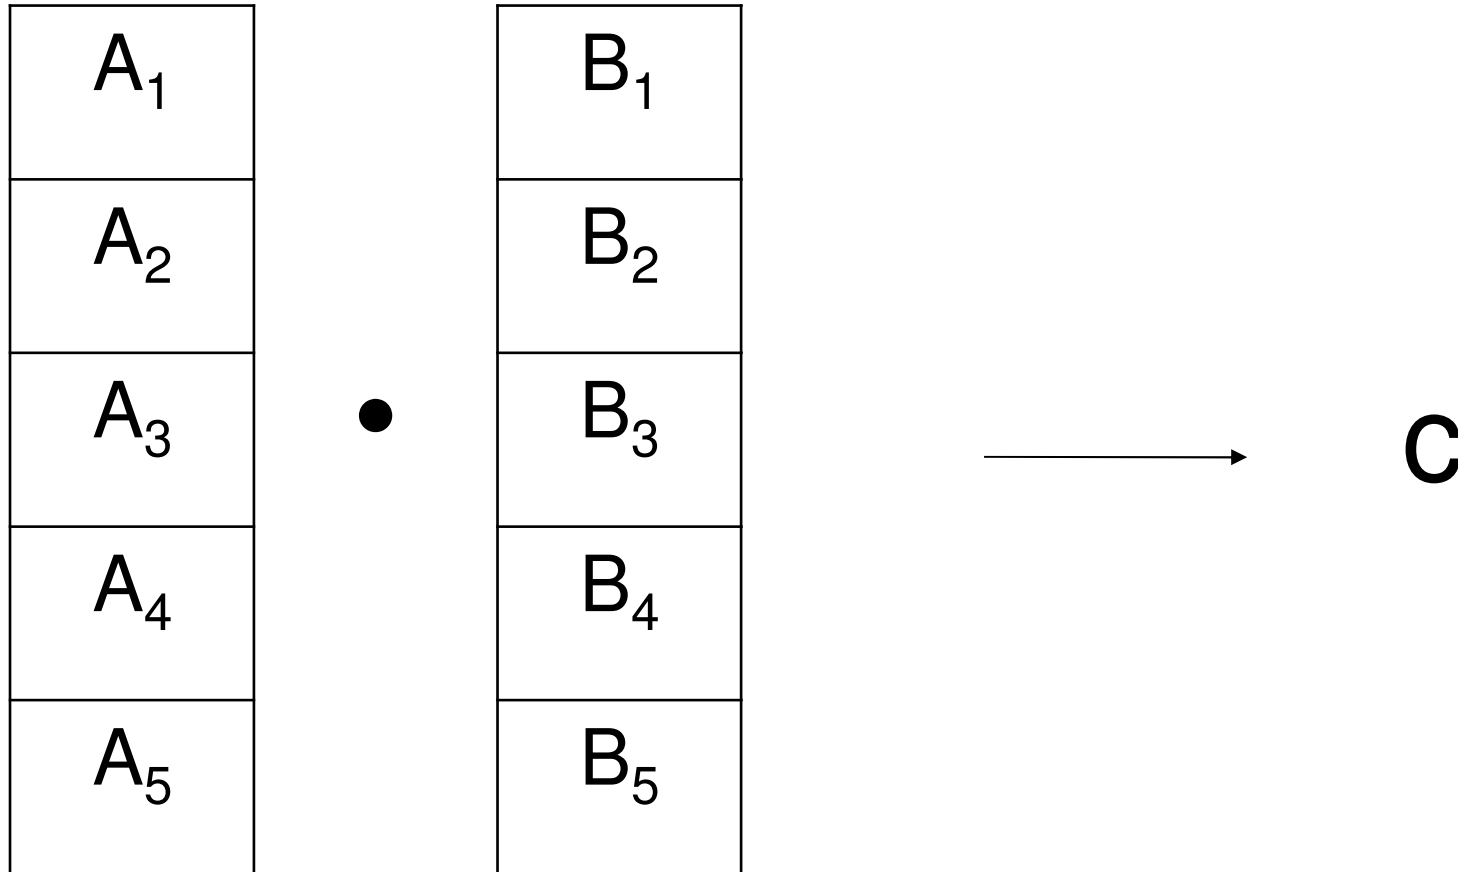 A₁ B₁
A₂ B₂
A₃ • B₃
C
A₄ B₄
A₅ B₅